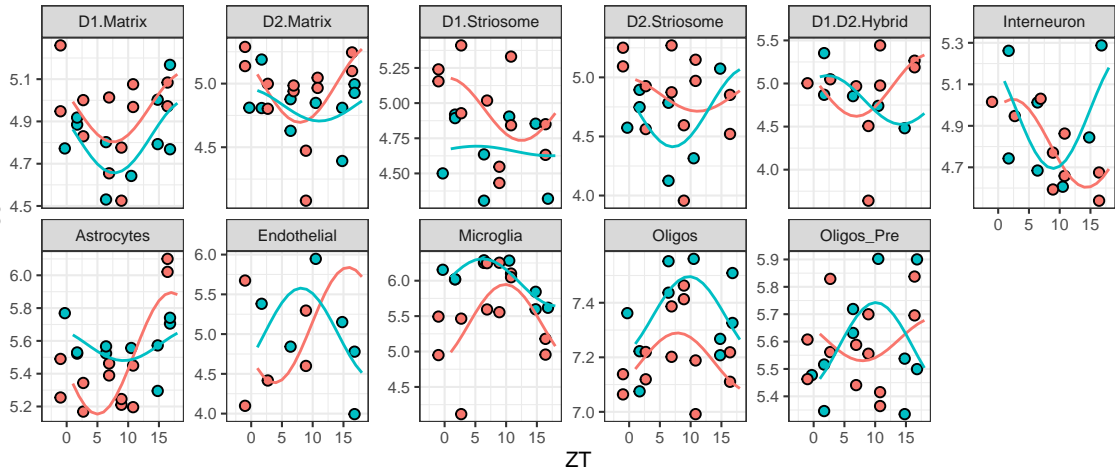 D1.Matrix D2.Matrix D1.Striosome D2.Striosome D1.D2.Hybrid Interneuron
5.1 4.9 4.7 4.5
5.0 4.5
5.25 5.00 4.75 4.50
5.0 4.5 4.0
5.5 5.0 4.5 4.0
5.3 5.1 4.9 4.7
Astrocytes Endothelial Microglia Oligos Oligos_Pre
6.0 5.8 5.6 5.4 5.2
6.0 5.5 5.0 4.5 4.0
6.5 6.0 5.5 5.0 4.5
7.4 7.2 7.0
5.9 5.8 5.7 5.6 5.5 5.4
0 5 10 15 0 5 10 15 0 5 10 15 0 5 10 15 0 5 10 15 0 5 10 15
ZT